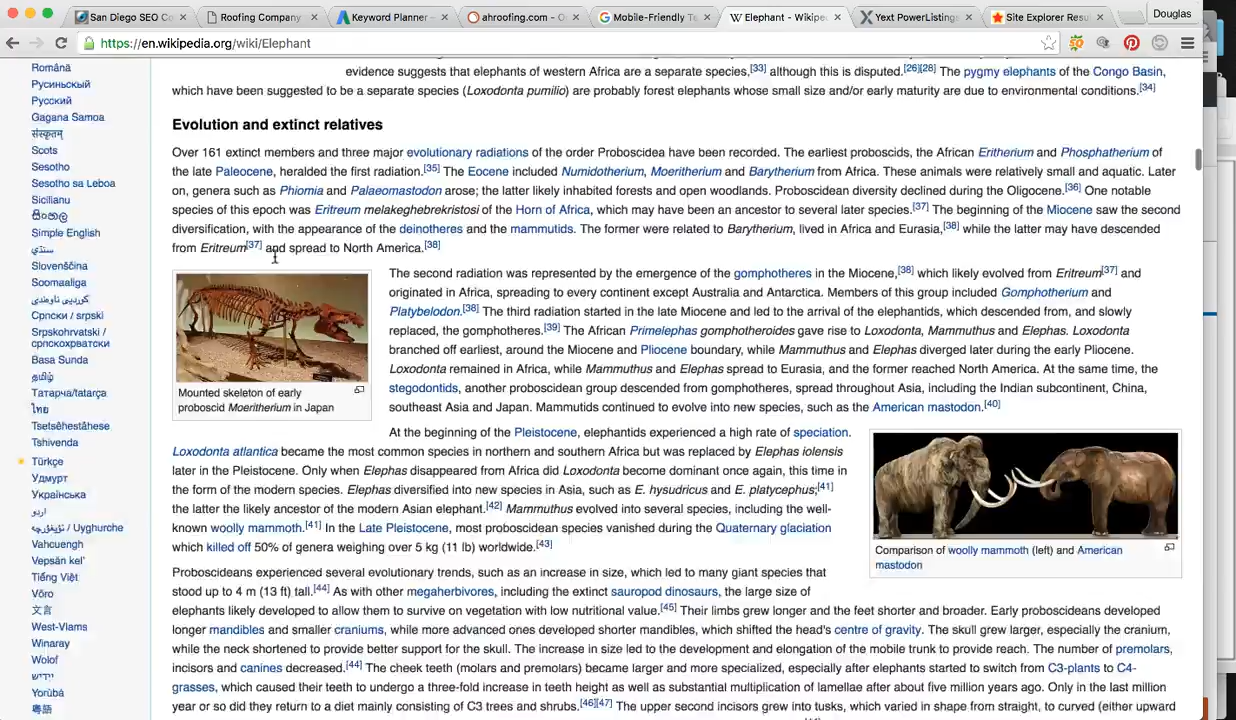 San Diego SEO Co
Roofing Company
Keyword Planner –
ahroofing.com - O
Mobile-Friendly Te
Elephant - Wikipe
Yext PowerListings
Site Explorer Resu
Douglas
https://en.wikipedia.org/wiki/Elephant
Română
Русиньскый
Русский
Gagana Samoa
संस्कृतम्
Scots
Sesotho
Sesotho sa Leboa
Sicilianu
සිංහල
Simple English
سنڌي
Slovenščina
Soomaaliga
کوردیی ناوەندی
Српски / srpski
Srpskohrvatski /
српскохрватски
Basa Sunda
தமிழ்
Татарча/tatarça
ไทย
Tsetsêhestâhese
Tshivenda
Türkçe
Удмурт
Українська
اردو
ئۇيغۇرچە / Uyghurche
Vahcuengh
Vepsän kel’
Tiếng Việt
Võro
文言
West-Vlams
Winaray
Wolof
ייִדיש
Yorùbá
粵語
evidence suggests that elephants of western Africa are a separate species,[33] although this is disputed.[26][28] The pygmy elephants of the Congo Basin,
which have been suggested to be a separate species (Loxodonta pumilio) are probably forest elephants whose small size and/or early maturity are due to environmental conditions.[34]
Evolution and extinct relatives
Over 161 extinct members and three major evolutionary radiations of the order Proboscidea have been recorded. The earliest proboscids, the African Eritherium and Phosphatherium of
the late Paleocene, heralded the first radiation.[35] The Eocene included Numidotherium, Moeritherium and Barytherium from Africa. These animals were relatively small and aquatic. Later
on, genera such as Phiomia and Palaeomastodon arose; the latter likely inhabited forests and open woodlands. Proboscidean diversity declined during the Oligocene.[36] One notable
species of this epoch was Eritreum melakeghebrekristosi of the Horn of Africa, which may have been an ancestor to several later species.[37] The beginning of the Miocene saw the second
diversification, with the appearance of the deinotheres and the mammutids. The former were related to Barytherium, lived in Africa and Eurasia,[38] while the latter may have descended
from Eritreum[37] and spread to North America.[38]
The second radiation was represented by the emergence of the gomphotheres in the Miocene,[38] which likely evolved from Eritreum[37] and
originated in Africa, spreading to every continent except Australia and Antarctica. Members of this group included Gomphotherium and
Platybelodon.[38] The third radiation started in the late Miocene and led to the arrival of the elephantids, which descended from, and slowly
replaced, the gomphotheres.[39] The African Primelephas gomphotheroides gave rise to Loxodonta, Mammuthus and Elephas. Loxodonta
branched off earliest, around the Miocene and Pliocene boundary, while Mammuthus and Elephas diverged later during the early Pliocene.
Loxodonta remained in Africa, while Mammuthus and Elephas spread to Eurasia, and the former reached North America. At the same time, the
stegodontids, another proboscidean group descended from gomphotheres, spread throughout Asia, including the Indian subcontinent, China,
southeast Asia and Japan. Mammutids continued to evolve into new species, such as the American mastodon.[40]
Mounted skeleton of early
proboscid Moeritherium in Japan
At the beginning of the Pleistocene, elephantids experienced a high rate of speciation.
Loxodonta atlantica became the most common species in northern and southern Africa but was replaced by Elephas iolensis
later in the Pleistocene. Only when Elephas disappeared from Africa did Loxodonta become dominant once again, this time in
the form of the modern species. Elephas diversified into new species in Asia, such as E. hysudricus and E. platycephus;[41]
the latter the likely ancestor of the modern Asian elephant.[42] Mammuthus evolved into several species, including the well-
known woolly mammoth.[41] In the Late Pleistocene, most proboscidean species vanished during the Quaternary glaciation
which killed off 50% of genera weighing over 5 kg (11 lb) worldwide.[43]
Comparison of woolly mammoth (left) and American
mastodon
Proboscideans experienced several evolutionary trends, such as an increase in size, which led to many giant species that
stood up to 4 m (13 ft) tall.[44] As with other megaherbivores, including the extinct sauropod dinosaurs, the large size of
elephants likely developed to allow them to survive on vegetation with low nutritional value.[45] Their limbs grew longer and the feet shorter and broader. Early proboscideans developed
longer mandibles and smaller craniums, while more advanced ones developed shorter mandibles, which shifted the head's centre of gravity. The skull grew larger, especially the cranium,
while the neck shortened to provide better support for the skull. The increase in size led to the development and elongation of the mobile trunk to provide reach. The number of premolars,
incisors and canines decreased.[44] The cheek teeth (molars and premolars) became larger and more specialized, especially after elephants started to switch from C3-plants to C4-
grasses, which caused their teeth to undergo a three-fold increase in teeth height as well as substantial multiplication of lamellae after about five million years ago. Only in the last million
year or so did they return to a diet mainly consisting of C3 trees and shrubs.[46][47] The upper second incisors grew into tusks, which varied in shape from straight, to curved (either upward